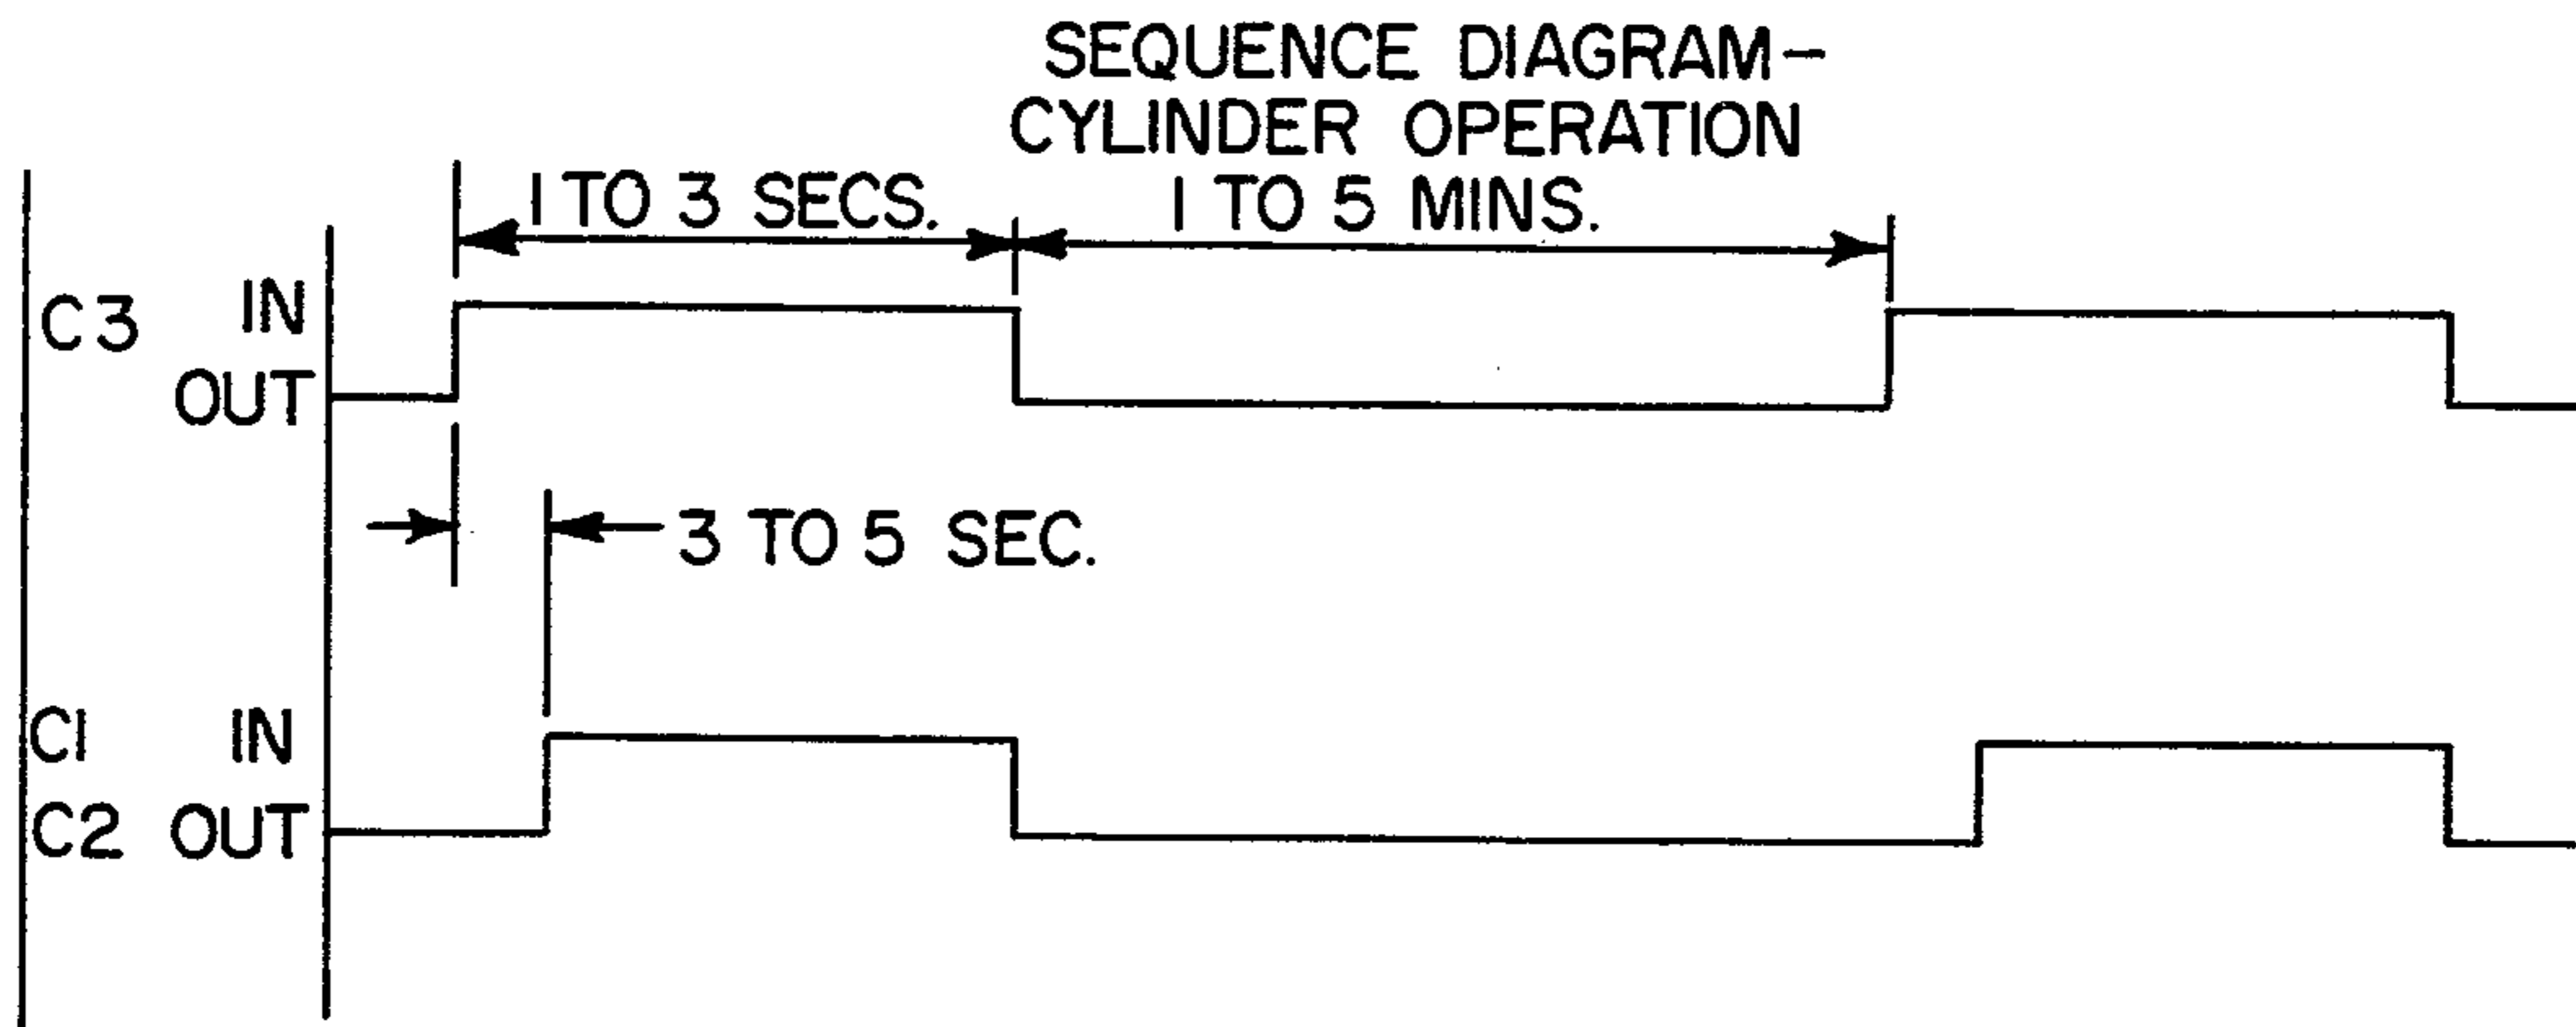 SEQUENCE DIAGRAM-
CYLINDER OPERATION
1 TO 3 SECS.
1 TO 5 MINS.
C3 IN
OUT
3 TO 5 SEC.
C1 IN
C2 OUT